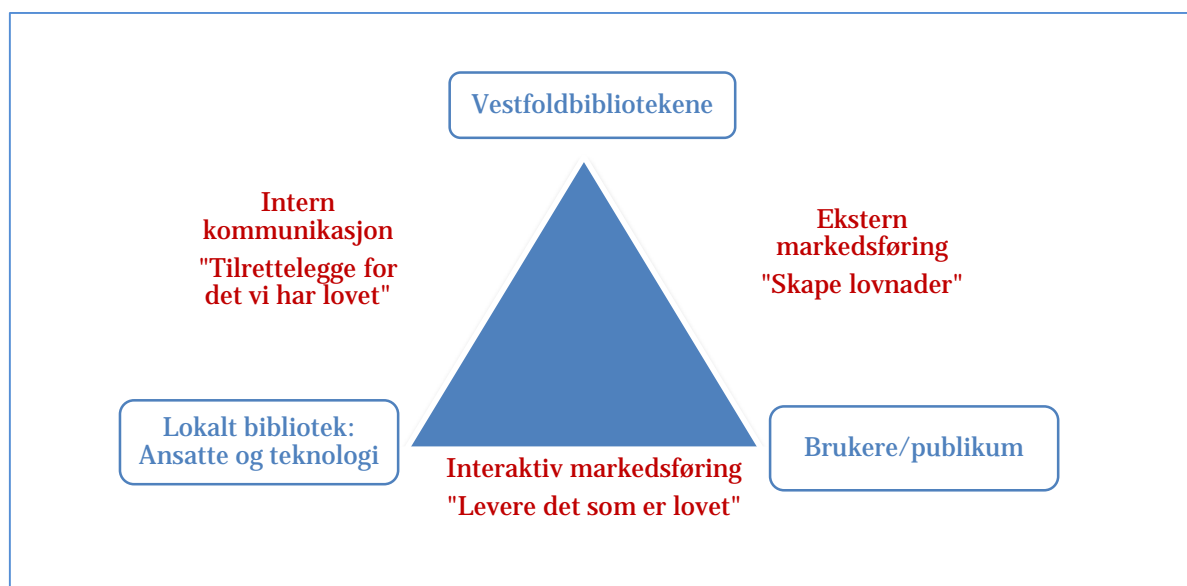 Vestfoldbibliotekene
Intern
kommunikasjon
"Tilrettelegge for
det vi har lovet"
Ekstern
markedsføring
"Skape lovnader"
Lokalt bibliotek:
Ansatte og teknologi
Interaktiv markedsføring
"Levere det som er lovet"
Brukere/publikum